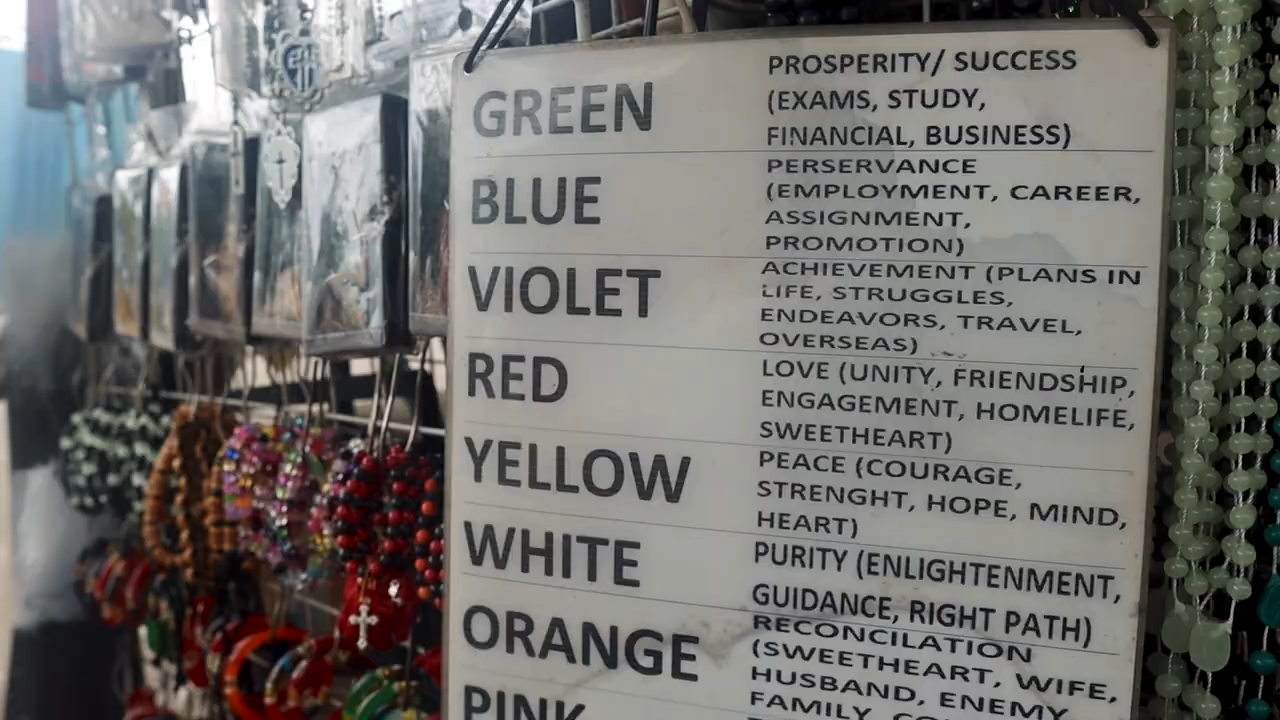 GREEN
PROSPERITY/ SUCCESS
(EXAMS, STUDY,
FINANCIAL, BUSINESS)
BLUE
PERSERVANCE
(EMPLOYMENT, CAREER,
ASSIGNMENT,
PROMOTION)
VIOLET
ACHIEVEMENT (PLANS IN
LIFE, STRUGGLES,
ENDEAVORS, TRAVEL,
OVERSEAS)
RED
LOVE (UNITY, FRIENDSHIP,
ENGAGEMENT, HOMELIFE,
SWEETHEART)
YELLOW
PEACE (COURAGE,
STRENGHT, HOPE, MIND,
HEART)
WHITE
PURITY (ENLIGHTENMENT,
GUIDANCE, RIGHT PATH)
ORANGE
RECONCILATION
(SWEETHEART, WIFE,
HUSBAND, ENEMY
FAMILY,
PINK